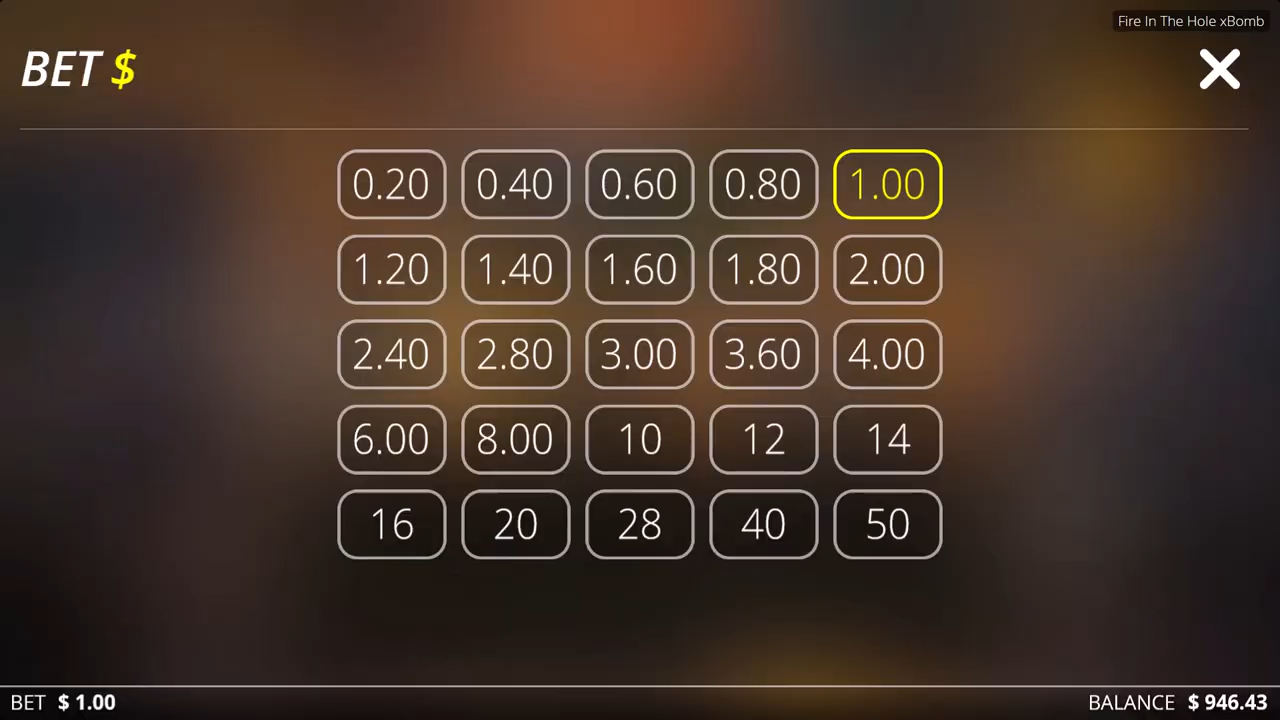 Fire In The Hole xBomb
BET $
0.20 0.40 0.60 0.80 1.00
1.20 1.40 1.60 1.80 2.00
2.40 2.80 3.00 3.60 4.00
6.00 8.00 10 12 14
16 20 28 40 50
BET $ 1.00 BALANCE $ 946.43